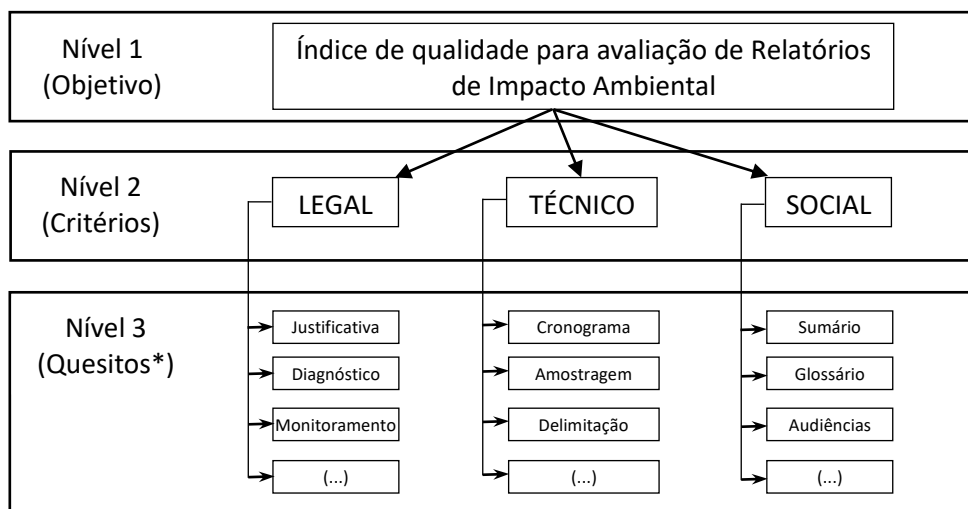 Nível 1
(Objetivo)
Índice de qualidade para avaliação de Relatórios
de Impacto Ambiental
Nível 2
(Critérios)
LEGAL
TÉCNICO
SOCIAL
Nível 3
(Quesitos*)
Justificativa
Cronograma
Sumário
Diagnóstico
Amostragem
Glossário
Monitoramento
Delimitação
Audiências
(...)
(...)
(...)